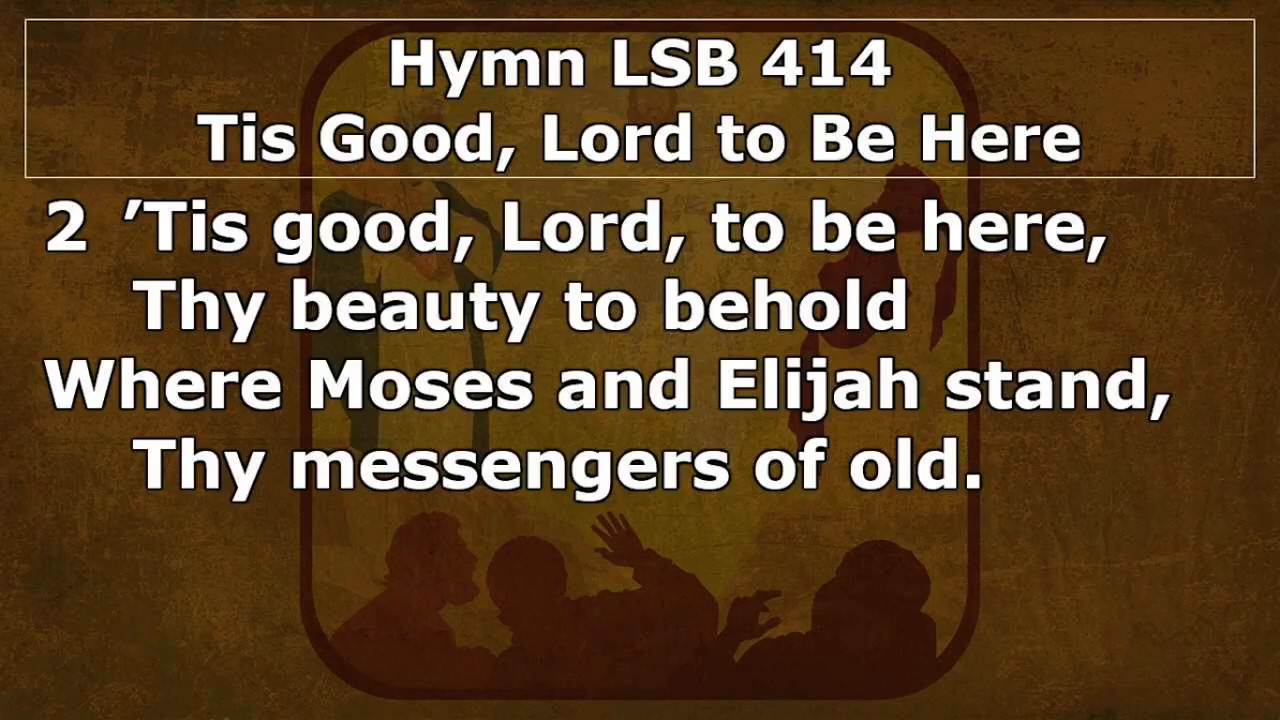 Hymn LSB 414
Tis Good, Lord to Be Here
2 ’Tis good, Lord, to be here,
Thy beauty to behold
Where Moses and Elijah stand,
Thy messengers of old.